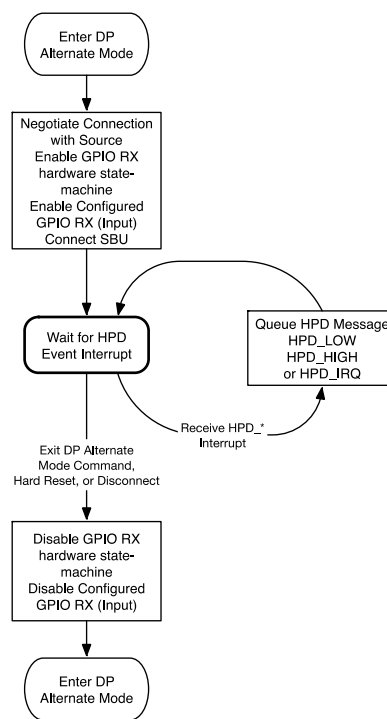 Enter DP
Alternate Mode
Negotiate Connection
with Source
Enable GPIO RX
hardware state-
machine
Enable Configured
GPIO RX (Input)
Connect SBU
Wait for HPD
Event Interrupt
Queue HPD Message
HPD_LOW
HPD_HIGH
or HPD_IRQ
Receive HPD_*
Interrupt
Exit DP Alternate
Mode Command,
Hard Reset, or Disconnect
Disable GPIO RX
hardware state-
machine
Disable Configured
GPIO RX (Input)
Enter DP
Alternate Mode